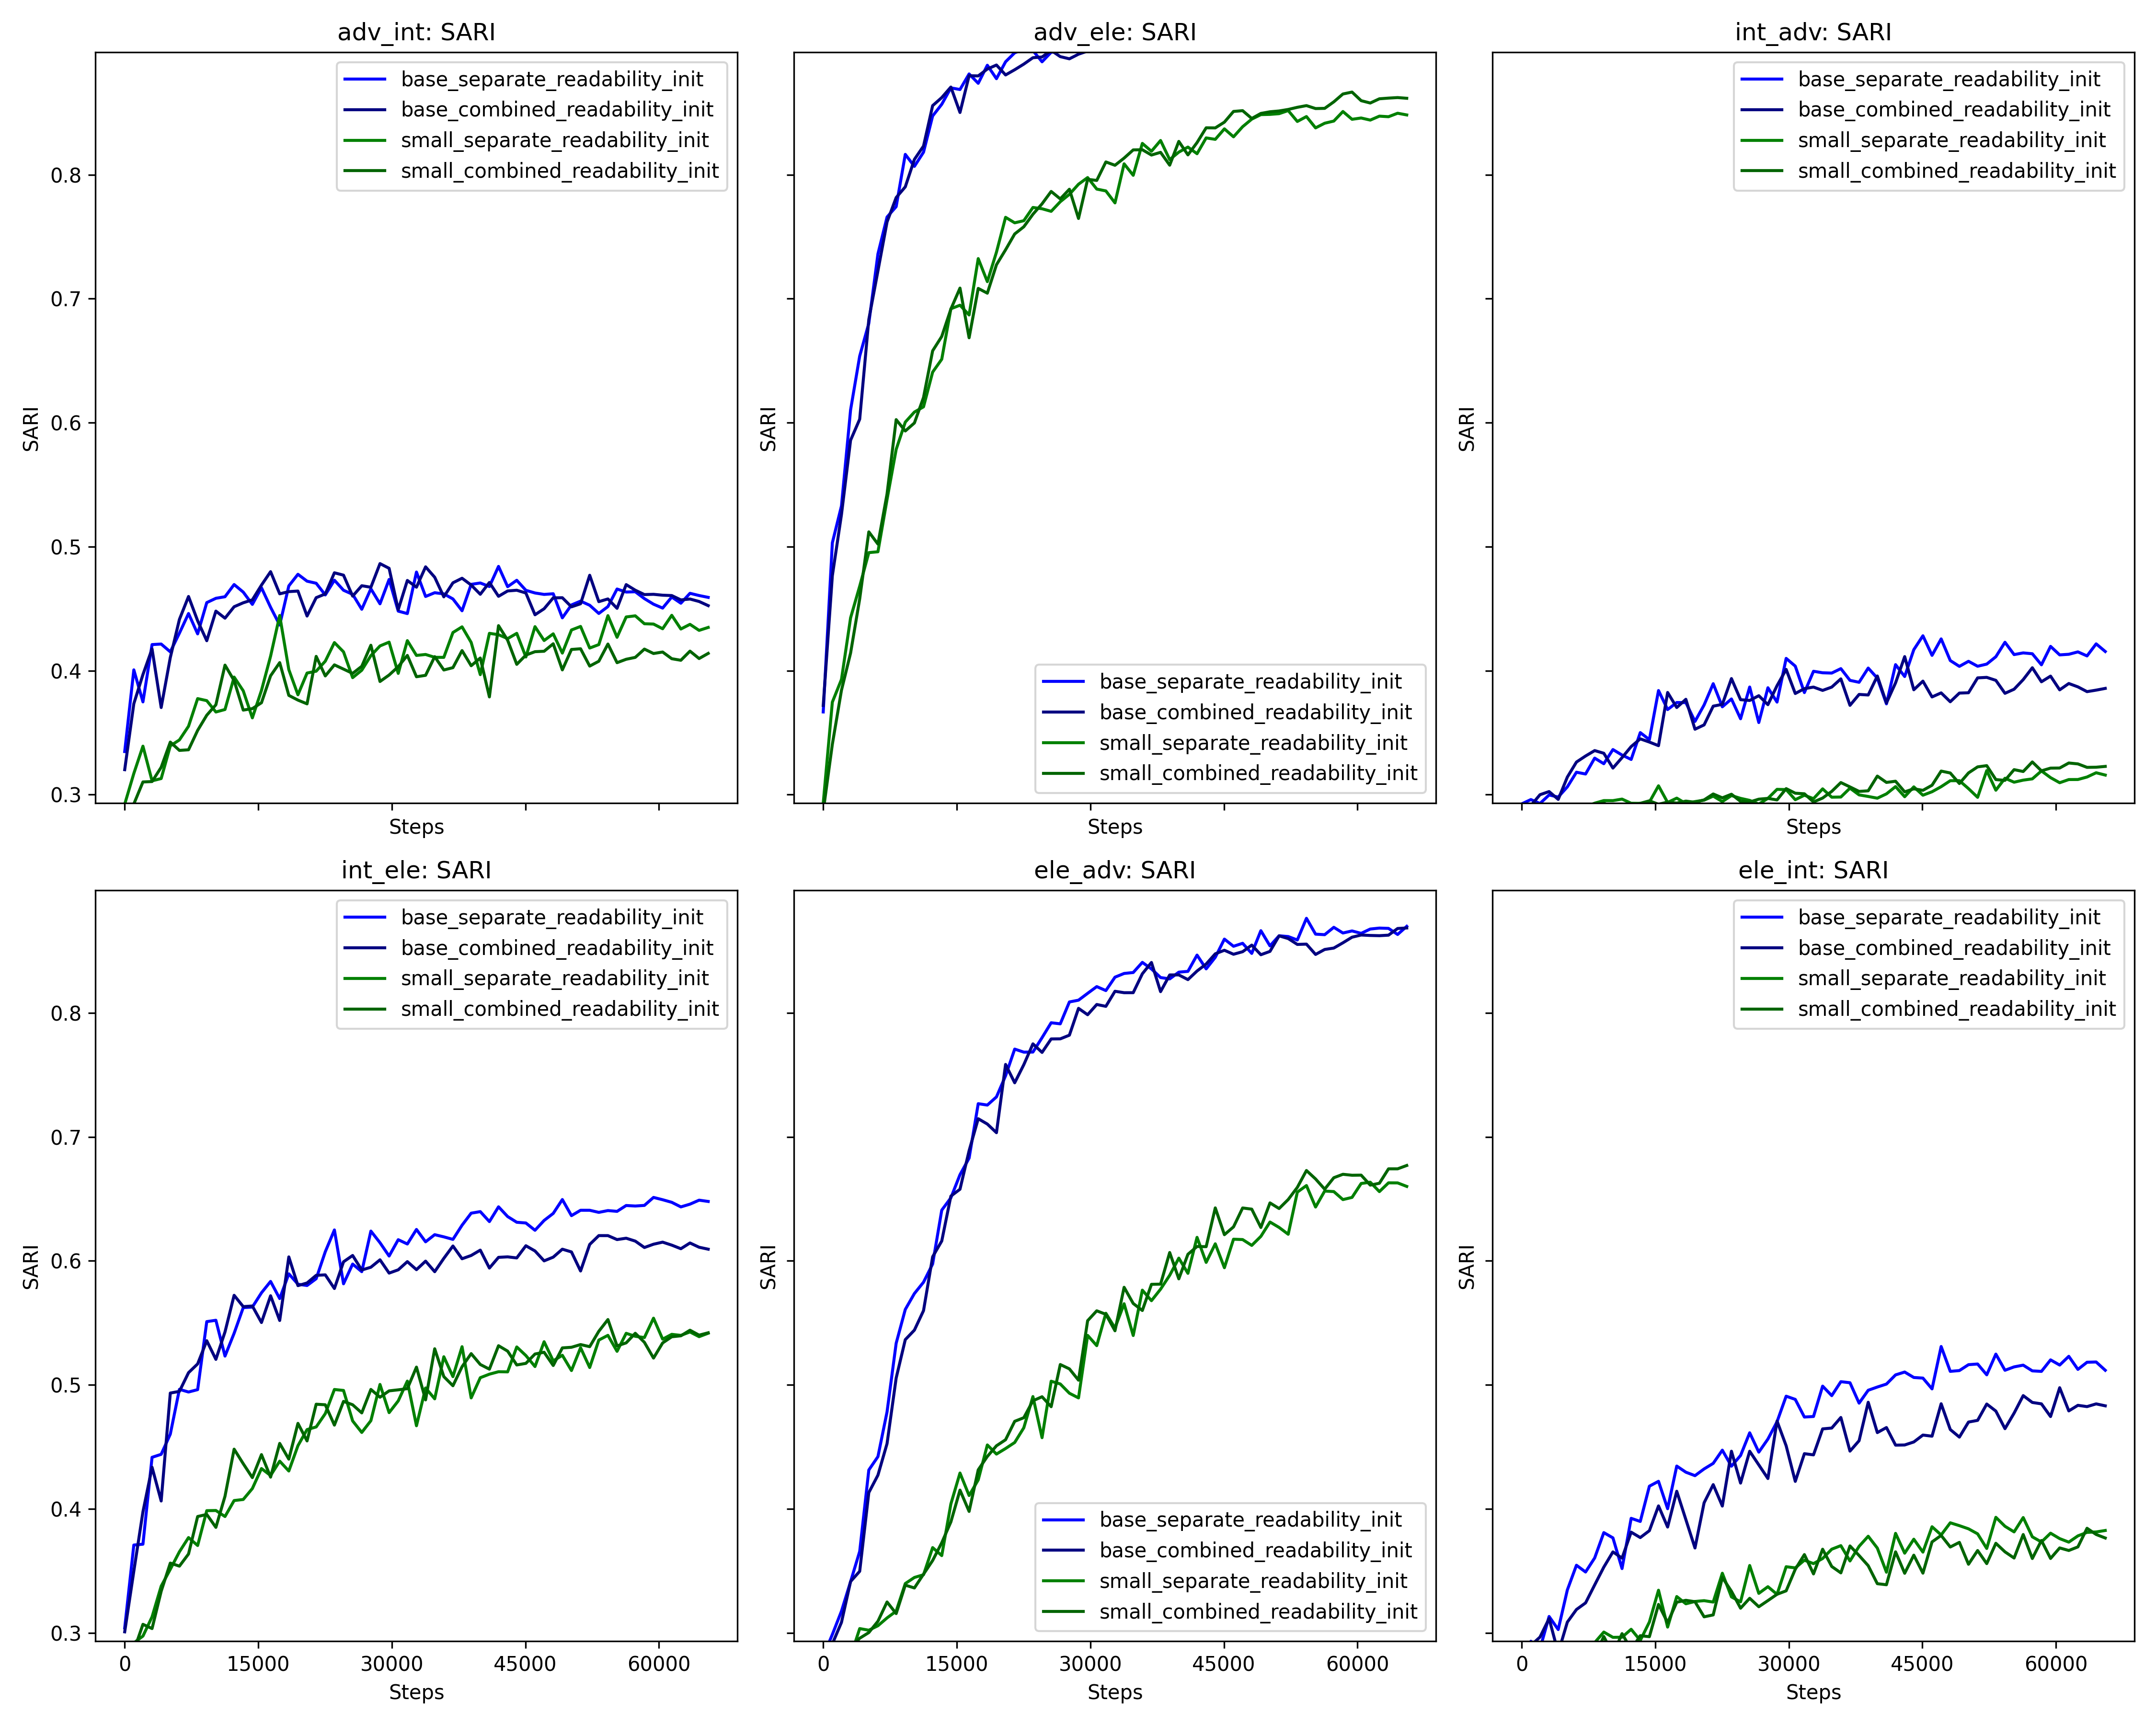 adv_int: SARI
base_separate_readability_init
base_combined_readability_init
small_separate_readability_init
small_combined_readability_init
0.8
0.7
0.6
0.5
0.4
0.3
SARI
Steps
adv_ele: SARI
SARI
base_separate_readability_init
base_combined_readability_init
small_separate_readability_init
small_combined_readability_init
Steps
int_adv: SARI
base_separate_readability_init
base_combined_readability_init
small_separate_readability_init
small_combined_readability_init
SARI
Steps
int_ele: SARI
base_separate_readability_init
base_combined_readability_init
small_separate_readability_init
small_combined_readability_init
0.8
0.7
0.6
0.5
0.4
0.3
SARI
0 15000 30000 45000 60000
Steps
ele_adv: SARI
SARI
base_separate_readability_init
base_combined_readability_init
small_separate_readability_init
small_combined_readability_init
0 15000 30000 45000 60000
Steps
ele_int: SARI
base_separate_readability_init
base_combined_readability_init
small_separate_readability_init
small_combined_readability_init
SARI
0 15000 30000 45000 60000
Steps